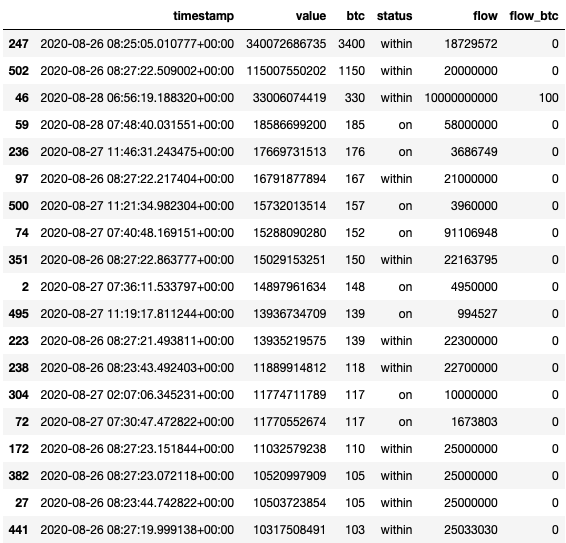 timestamp value btc status flow flow_btc
247 2020-08-26 08:25:05.010777+00:00 340072686735 3400 within 18729572 0
502 2020-08-26 08:27:22.509002+00:00 115007550202 1150 within 20000000 0
46 2020-08-28 06:56:19.188320+00:00 33006074419 330 within 10000000000 100
59 2020-08-28 07:48:40.031551+00:00 18586699200 185 on 58000000 0
236 2020-08-27 11:46:31.243475+00:00 17669731513 176 on 3686749 0
97 2020-08-26 08:27:22.217404+00:00 16791877894 167 within 21000000 0
500 2020-08-27 11:21:34.982304+00:00 15732013514 157 on 3960000 0
74 2020-08-27 07:40:48.169151+00:00 15288090280 152 on 91106948 0
351 2020-08-26 08:27:22.863777+00:00 15029153251 150 within 22163795 0
2 2020-08-27 07:36:11.533797+00:00 14897961634 148 on 4950000 0
495 2020-08-27 11:19:17.811244+00:00 13936734709 139 on 994527 0
223 2020-08-26 08:27:21.493811+00:00 13935219575 139 within 22300000 0
238 2020-08-26 08:23:43.492403+00:00 11889914812 118 within 22700000 0
304 2020-08-27 02:07:06.345231+00:00 11774711789 117 on 10000000 0
72 2020-08-27 07:30:47.472822+00:00 11770552674 117 on 1673803 0
172 2020-08-26 08:27:23.151844+00:00 11032579238 110 within 25000000 0
382 2020-08-26 08:27:23.072118+00:00 10520997909 105 within 25000000 0
27 2020-08-26 08:23:44.742822+00:00 10503723854 105 within 25000000 0
441 2020-08-26 08:27:19.999138+00:00 10317508491 103 within 25033030 0